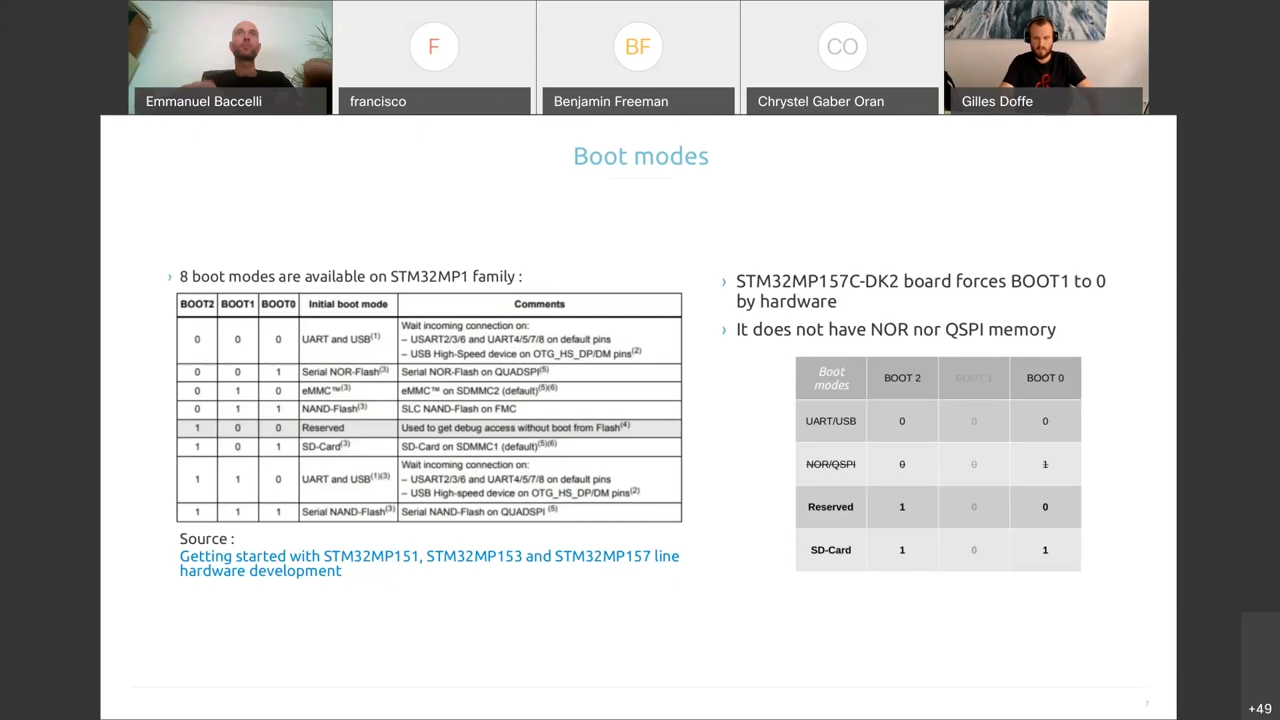 F
BF
CO
Emmanuel Baccelli
francisco
Benjamin Freeman
Chrystel Gaber Oran
Gilles Doffe
Boot modes
› 8 boot modes are available on STM32MP1 family :
BOOT2 BOOT1 BOOT0 Initial boot mode Comments
0 0 0 UART and USB(1) Wait incoming connection on:
– USART2/3/6 and UART4/5/7/8 on default pins
– USB High-Speed device on OTG_HS_DP/DM pins(2)
0 0 1 Serial NOR-Flash(3) Serial NOR-Flash on QUADSPI(5)
0 1 0 eMMC™(3) eMMC™ on SDMMC2 (default)(5)(6)
0 1 1 NAND-Flash(3) SLC NAND-Flash on FMC
1 0 0 Reserved Used to get debug access without boot from Flash(4)
1 0 1 SD-Card(3) SD-Card on SDMMC1 (default)(5)(6)
1 1 0 UART and USB(1)(3) Wait incoming connection on:
– USART2/3/6 and UART4/5/7/8 on default pins
– USB High-speed device on OTG_HS_DP/DM pins(2)
1 1 1 Serial NAND-Flash(3) Serial NAND-Flash on QUADSPI (5)
Source :
Getting started with STM32MP151, STM32MP153 and STM32MP157 line
hardware development
› STM32MP157C-DK2 board forces BOOT1 to 0
by hardware
› It does not have NOR nor QSPI memory
Boot
modes BOOT 2 BOOT 1 BOOT 0
UART/USB 0 0 0
NOR/QSPI 0 0 1
Reserved 1 0 0
SD-Card 1 0 1
7
+49